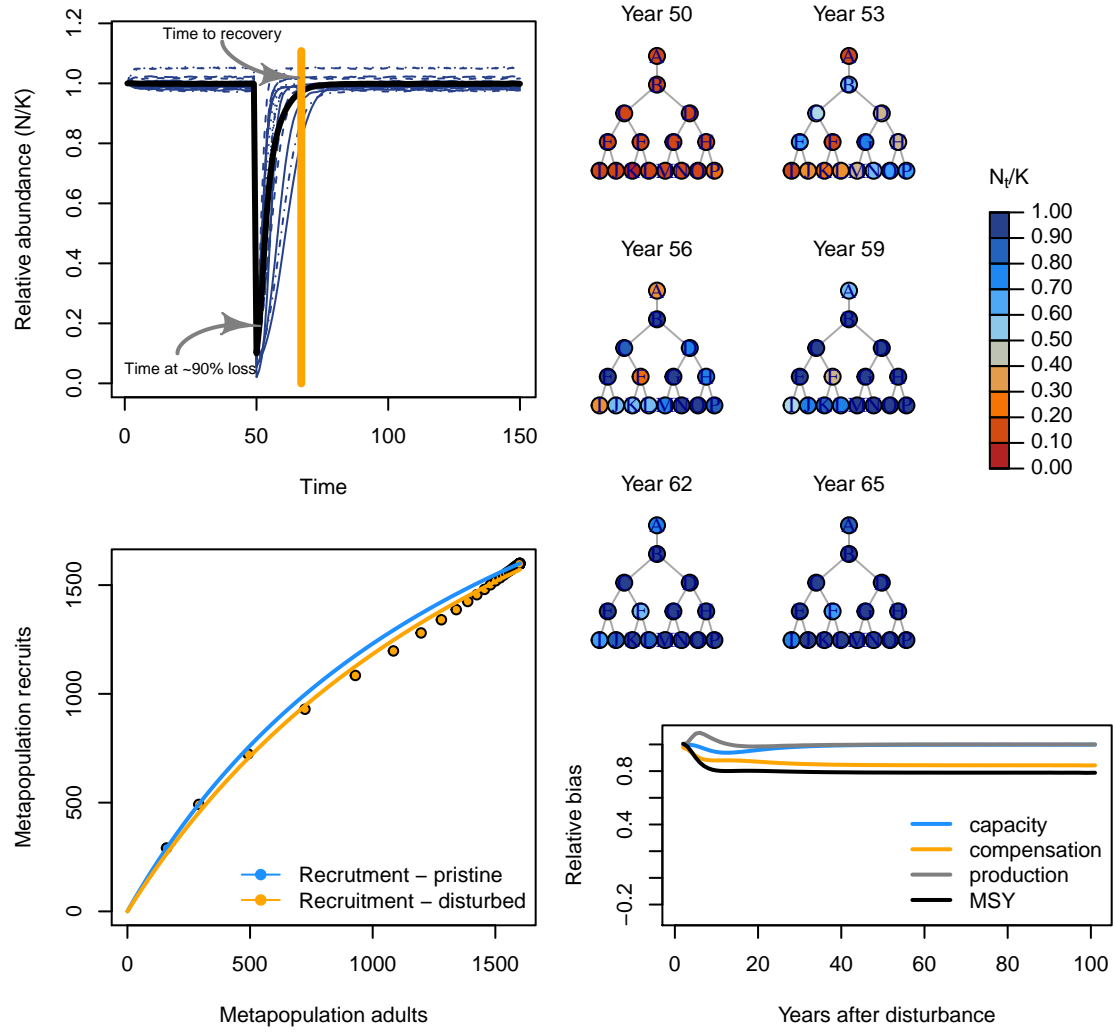 Relative abundance (N/K)
1.2
1.0
0.8
0.6
0.4
0.2
0.0
Time to recovery
Time at ~90% loss
0 50 100 150
Time
Year 50
A
B
D
E F G H
I J K L M N O P
Year 53
A
B
D
E F G H
I J K L M N O P
Year 56
A
B
D
E F G H
I J K L M N O P
Year 59
A
B
D
E F G H
I J K L M N O P
Year 62
A
B
D
E F G H
I J K L M N O P
Year 65
A
B
D
E F G H
I J K L M N O P
Nt/K
1.00
0.90
0.80
0.70
0.60
0.50
0.40
0.30
0.20
0.10
0.00
Metapopulation recruits
1500
1000
500
0
Recrutment − pristine
Recruitment − disturbed
0 500 1000 1500
Metapopulation adults
Relative bias
0.8
0.4
−0.2
capacity
compensation
production
MSY
0 20 40 60 80 100
Years after disturbance